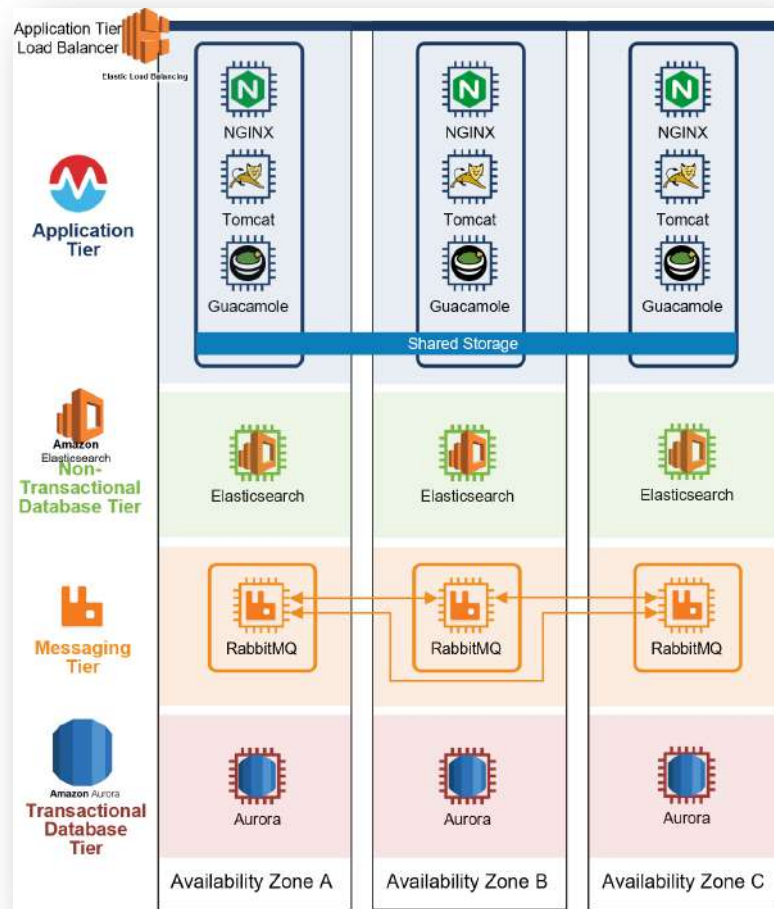 Application Tier
Load Balancer
Elastic Load Balancing
NGINX
NGINX
NGINX
Tomcat
Tomcat
Tomcat
Application
Tier
Guacamole
Guacamole
Guacamole
Shared Storage
Amazon
Elasticsearch
Non-
Transactional
Database Tier
Elasticsearch
Elasticsearch
Elasticsearch
Messaging
Tier
RabbitMQ
RabbitMQ
RabbitMQ
Amazon Aurora
Transactional
Database
Tier
Aurora
Aurora
Aurora
Availability Zone A
Availability Zone B
Availability Zone C